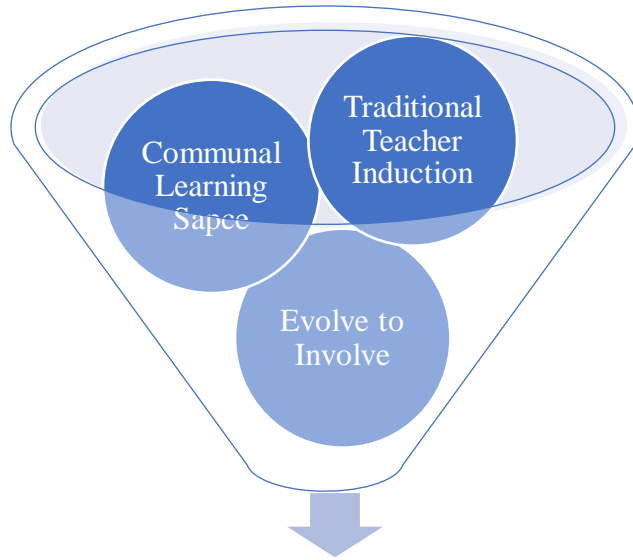 Communal
Learning
Sapce
Traditional
Teacher
Induction
Evolve to
Involve